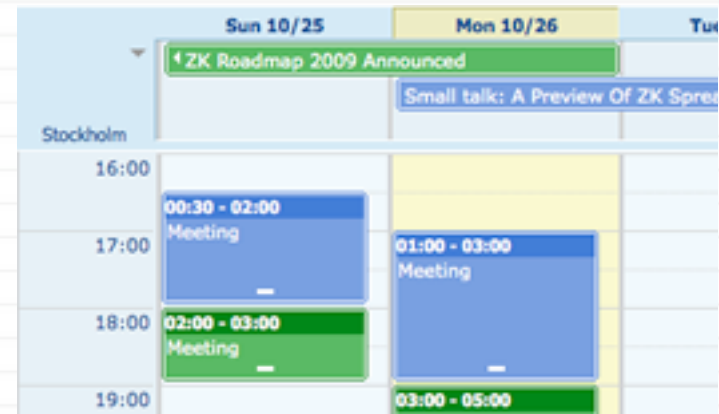 Sun 10/25
Mon 10/26
ZK Roadmap 2009 Announced
Small talk: A Preview Of ZK
Stockholm
16:00
00:30 - 02:00
Meeting
17:00
01:00 - 03:00
Meeting
18:00
02:00 - 03:00
Meeting
19:00
03:00 - 05:00